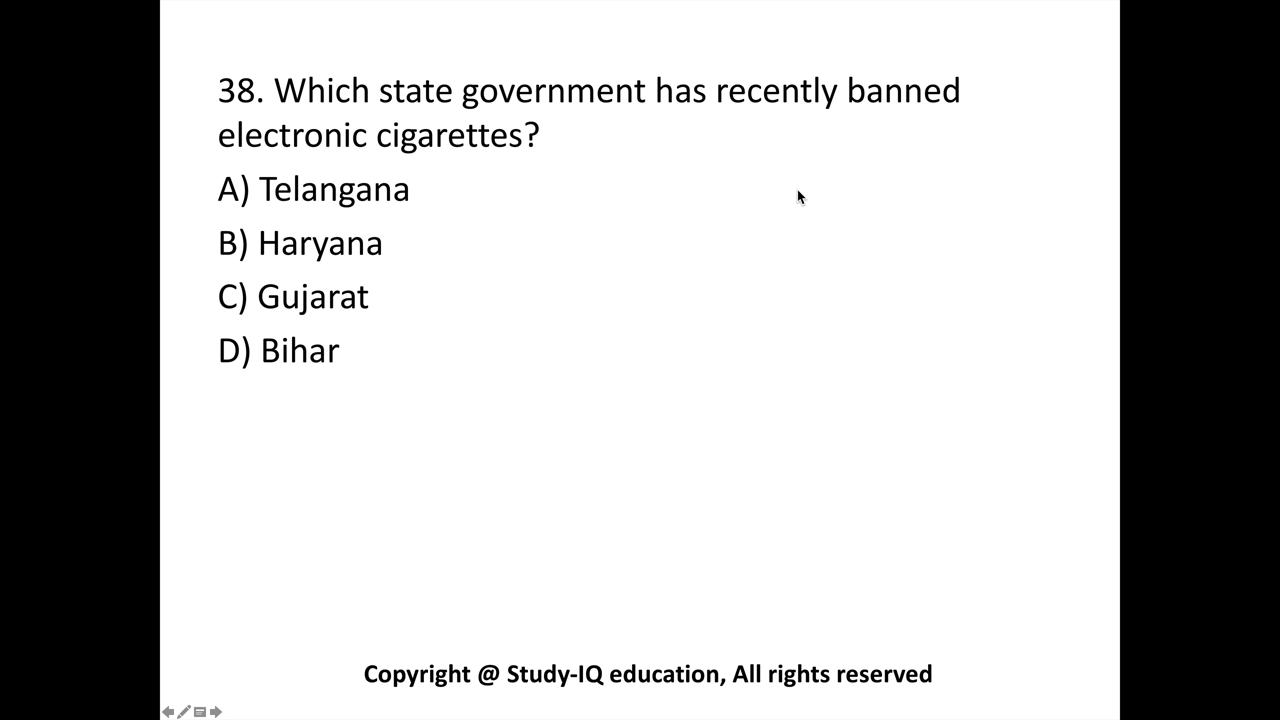 38. Which state government has recently banned
electronic cigarettes?
A) Telangana
B) Haryana
C) Gujarat
D) Bihar
Copyright @ Study-IQ education, All rights reserved